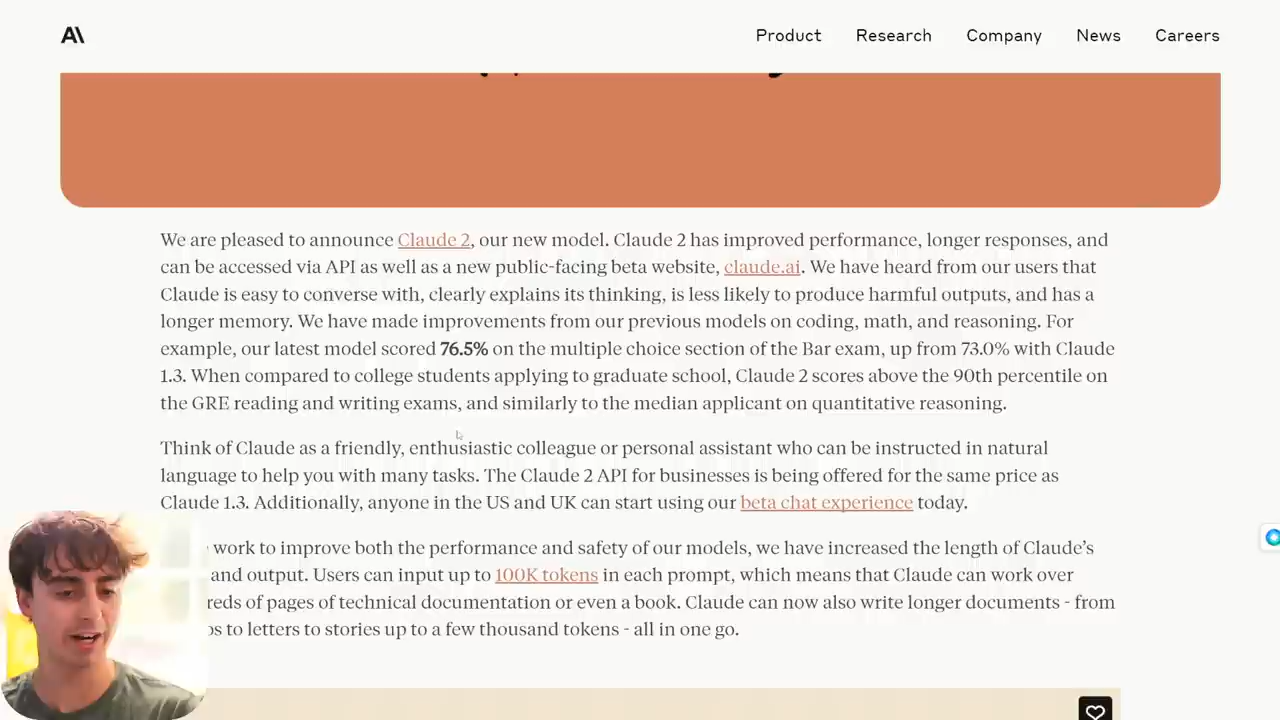 A\
Product Research Company News Careers
We are pleased to announce Claude 2, our new model. Claude 2 has improved performance, longer responses, and
can be accessed via API as well as a new public-facing beta website, claude.ai. We have heard from our users that
Claude is easy to converse with, clearly explains its thinking, is less likely to produce harmful outputs, and has a
longer memory. We have made improvements from our previous models on coding, math, and reasoning. For
example, our latest model scored 76.5% on the multiple choice section of the Bar exam, up from 73.0% with Claude
1.3. When compared to college students applying to graduate school, Claude 2 scores above the 90th percentile on
the GRE reading and writing exams, and similarly to the median applicant on quantitative reasoning.
Think of Claude as a friendly, enthusiastic colleague or personal assistant who can be instructed in natural
language to help you with many tasks. The Claude 2 API for businesses is being offered for the same price as
Claude 1.3. Additionally, anyone in the US and UK can start using our beta chat experience today.
work to improve both the performance and safety of our models, we have increased the length of Claude's
and output. Users can input up to 100K tokens in each prompt, which means that Claude can work over
of pages of technical documentation or even a book. Claude can now also write longer documents - from
to letters to stories up to a few thousand tokens - all in one go.